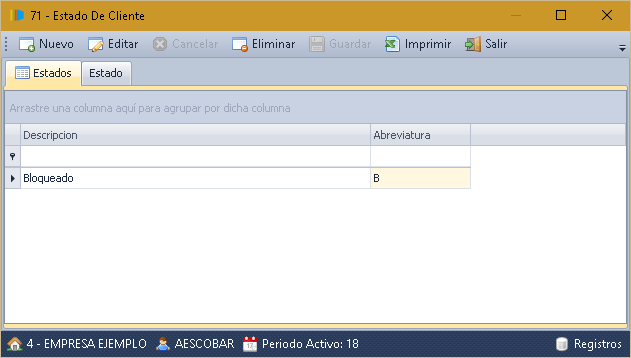 71 - Estado De Cliente
Nuevo Editar Cancelar Eliminar Guardar Imprimir Salir
Estados Estado
Arrastre una columna aquí para agrupar por dicha columna
Descripcion Abreviatura
Bloqueado B
4 - EMPRESA EJEMPLO AESCOBAR 12 Periodo Activo: 18 Registros